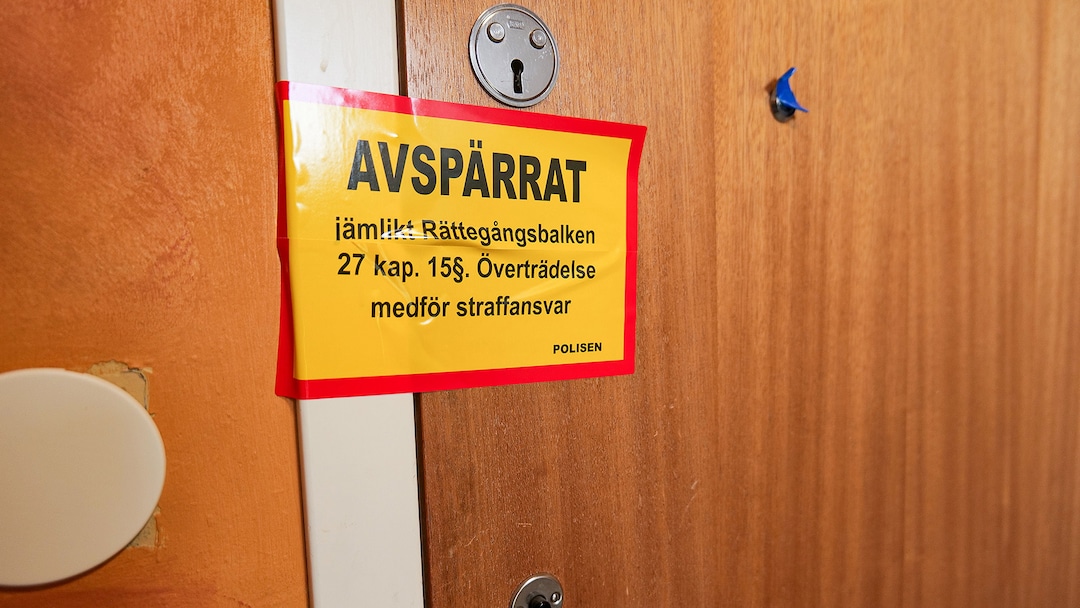 AVSPÄRRAT
jämlikt Rättegångsbalken
27 kap. 15§. Överträdelse
medför straffansvar
POLISEN